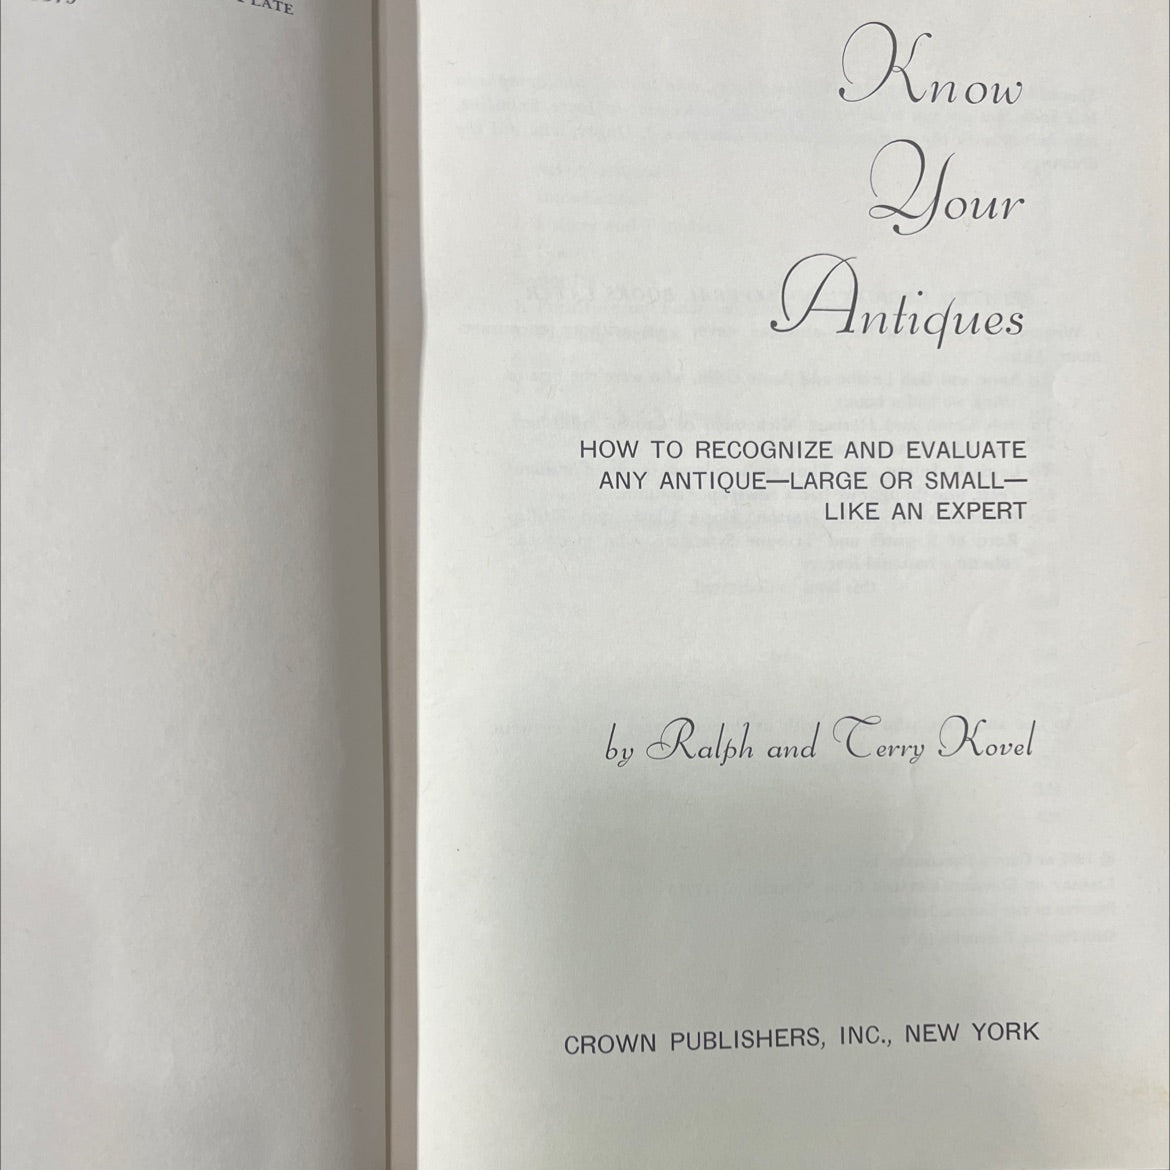 PLATE
Know
Your
Antiques
HOW TO RECOGNIZE AND EVALUATE
ANY ANTIQUE—LARGE OR SMALL—
LIKE AN EXPERT
by Ralph and Terry Kovel
CROWN PUBLISHERS, INC., NEW YORK